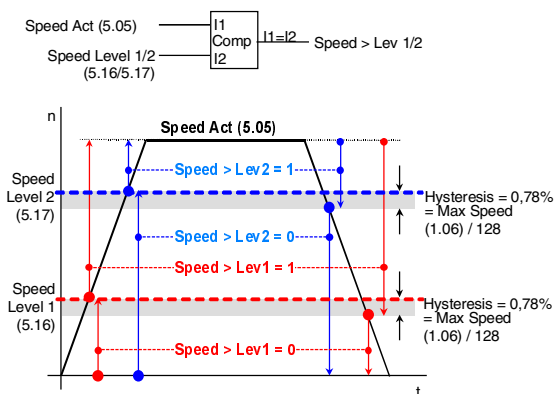 Speed Act (5.05)
I1
Comp
I1=I2
Speed > Lev 1/2
Speed Level 1/2
(5.16/5.17)
I2
n
Speed Act (5.05)
Speed
Level 2
(5.17)
Speed > Lev2 = 1
Hysteresis = 0,78%
= Max Speed
(1.06) / 128
Speed > Lev2 = 0
Speed > Lev1 = 1
Speed
Level 1
(5.16)
Hysteresis = 0,78%
= Max Speed
(1.06) / 128
Speed > Lev1 = 0
t